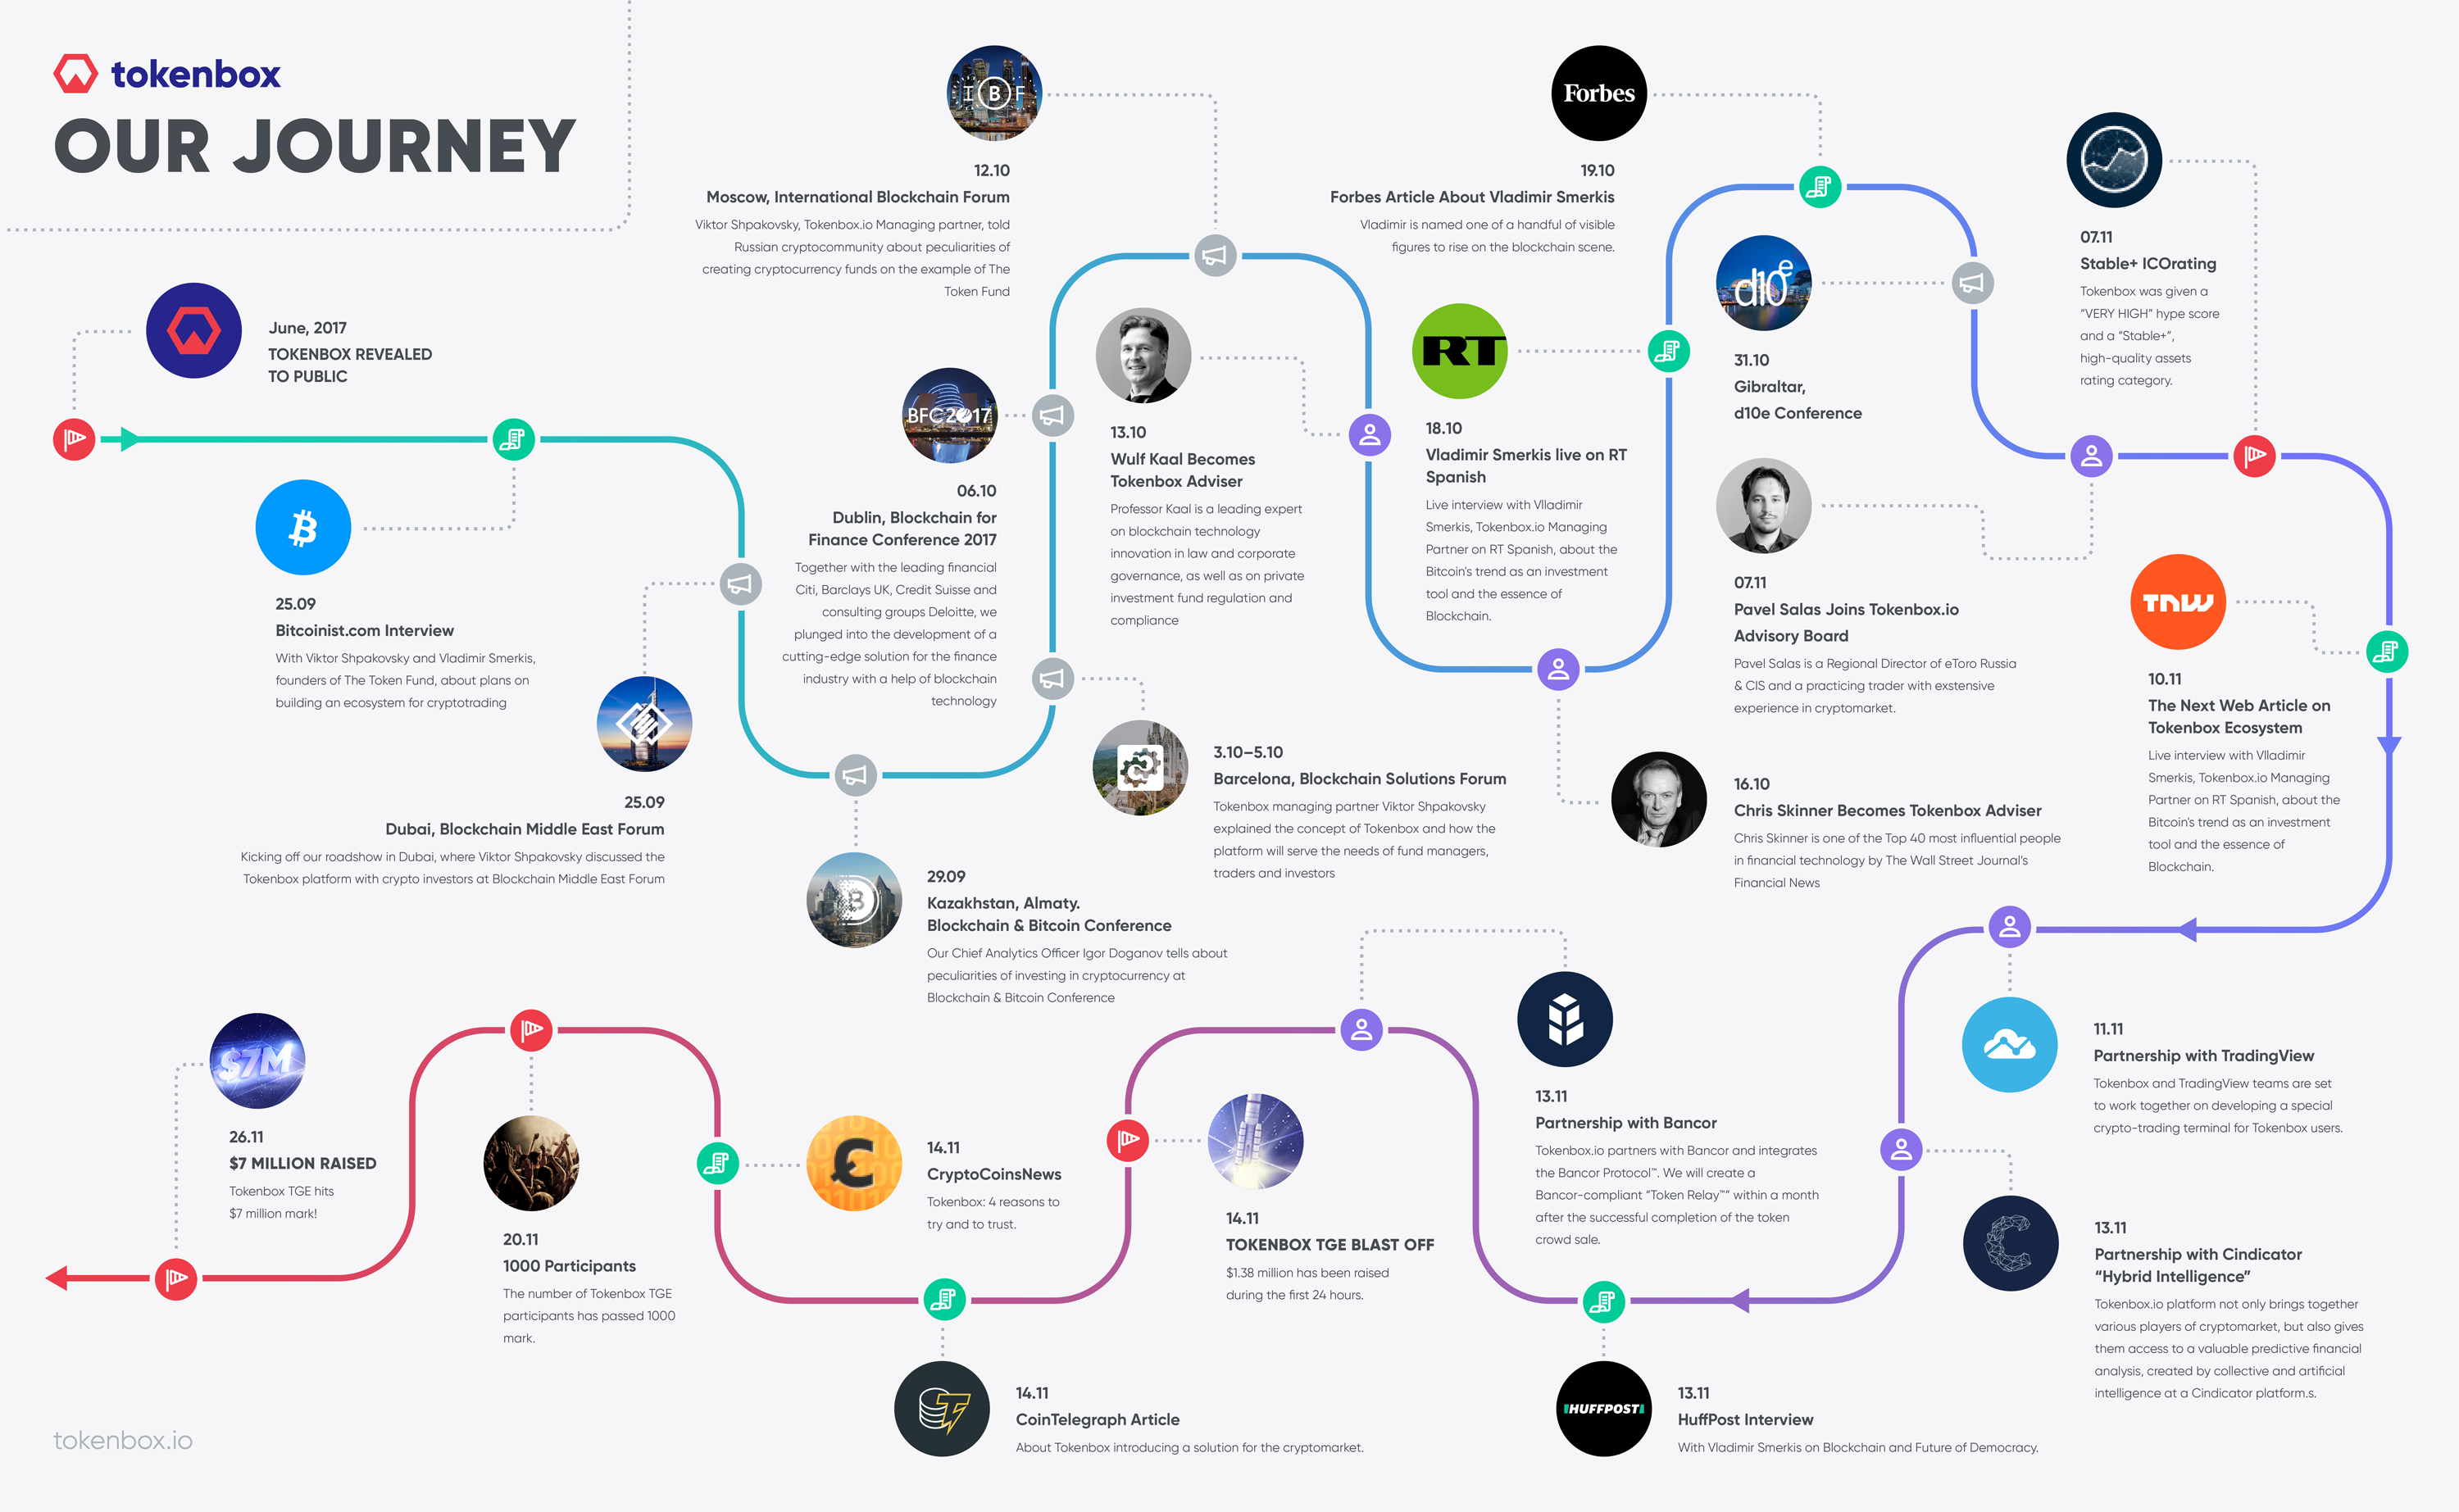 tokenbox
OUR JOURNEY
June, 2017
TOKENBOX REVEALED
TO PUBLIC
25.09
Bitcoinist.com Interview
With Viktor Shpakovsky and Vladimir Smerkis,
founders of The Token Fund, about plans on
building an ecosystem for cryptotrading
25.09
Dubai, Blockchain Middle East Forum
Kicking off our roadshow in Dubai, where Viktor Shpakovsky discussed the
Tokenbox platform with crypto investors at Blockchain Middle East Forum
29.09
Kazakhstan, Almaty.
Blockchain & Bitcoin Conference
Our Chief Analytics Officer Igor Doganov tells about
peculiarities of investing in cryptocurrency at
Blockchain & Bitcoin Conference
3.10–5.10
Barcelona, Blockchain Solutions Forum
Tokenbox managing partner Viktor Shpakovsky
explained the concept of Tokenbox and how the
platform will serve the needs of fund managers,
traders and investors
BFC2017
06.10
Dublin, Blockchain for
Finance Conference 2017
Together with the leading financial
Citi, Barclays UK, Credit Suisse and
consulting groups Deloitte, we
plunged into the development of a
cutting-edge solution for the finance
industry with a help of blockchain
technology
I B F
12.10
Moscow, International Blockchain Forum
Viktor Shpakovsky, Tokenbox.io Managing partner, told
Russian cryptocommunity about peculiarities of
creating cryptocurrency funds on the example of The
Token Fund
13.10
Wulf Kaal Becomes
Tokenbox Adviser
Professor Kaal is a leading expert
on blockchain technology
innovation in law and corporate
governance, as well as on private
investment fund regulation and
compliance
16.10
Chris Skinner Becomes Tokenbox Adviser
Chris Skinner is one of the Top 40 most influential people
in financial technology by The Wall Street Journal's
Financial News
RT
18.10
Vladimir Smerkis live on RT
Spanish
Live interview with Vlladimir
Smerkis, Tokenbox.io Managing
Partner on RT Spanish, about the
Bitcoin's trend as an investment
tool and the essence of
Blockchain.
Forbes
19.10
Forbes Article About Vladimir Smerkis
Vladimir is named one of a handful of visible
figures to rise on the blockchain scene.
d10e
31.10
Gibraltar,
d10e Conference
07.11
Pavel Salas Joins Tokenbox.io
Advisory Board
Pavel Salas is a Regional Director of eToro Russia
& CIS and a practicing trader with exstensive
experience in cryptomarket.
07.11
Stable+ ICOrating
Tokenbox was given a
“VERY HIGH” hype score
and a “Stable+”,
high-quality assets
rating category.
TNW
10.11
The Next Web Article on
Tokenbox Ecosystem
Live interview with Vlladimir
Smerkis, Tokenbox.io Managing
Partner on RT Spanish, about the
Bitcoin's trend as an investment
tool and the essence of
Blockchain.
11.11
Partnership with TradingView
Tokenbox and TradingView teams are set
to work together on developing a special
crypto-trading terminal for Tokenbox users.
13.11
Partnership with Cindicator
“Hybrid Intelligence”
Tokenbox.io platform not only brings together
various players of cryptomarket, but also gives
them access to a valuable predictive financial
analysis, created by collective and artificial
intelligence at a Cindicator platform.s.
HUFFPOST
13.11
HuffPost Interview
With Vladimir Smerkis on Blockchain and Future of Democracy.
13.11
Partnership with Bancor
Tokenbox.io partners with Bancor and integrates
the Bancor Protocol™. We will create a
Bancor-compliant “Token Relay™” within a month
after the successful completion of the token
crowd sale.
14.11
TOKENBOX TGE BLAST OFF
$1.38 million has been raised
during the first 24 hours.
14.11
CoinTelegraph Article
About Tokenbox introducing a solution for the cryptomarket.
14.11
CryptoCoinsNews
Tokenbox: 4 reasons to
try and to trust.
20.11
1000 Participants
The number of Tokenbox TGE
participants has passed 1000
mark.
$7M
26.11
$7 MILLION RAISED
Tokenbox TGE hits
$7 million mark!
tokenbox.io